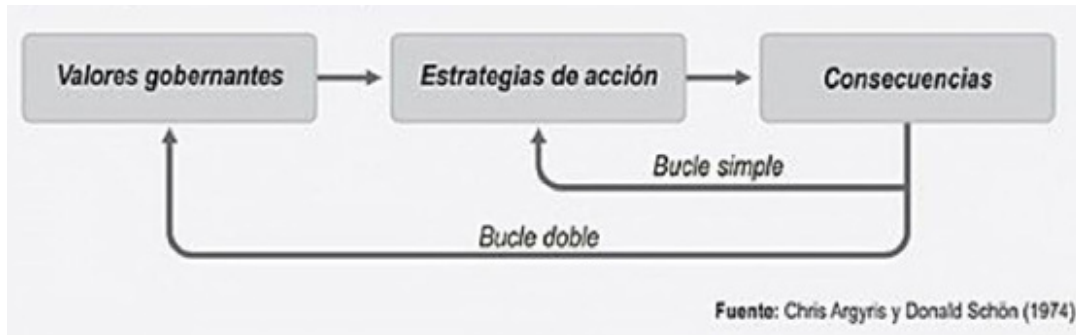 Valores gobernantes
Estrategias de acción
Consecuencias
Bucle simple
Bucle doble
Fuente: Chris Argyris y Donald Schön (1974)